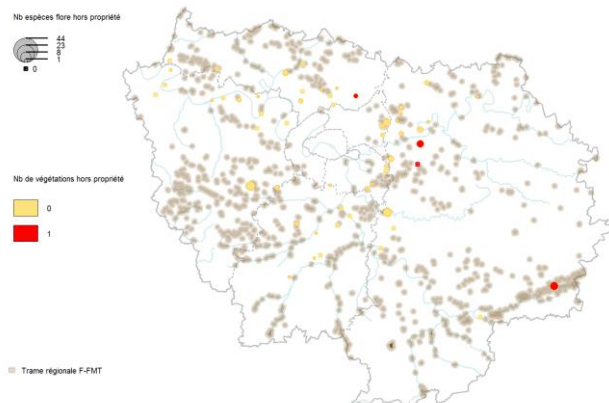 Nb espèces flore hors propriété
44
23
8
1
0
Nb de végétations hors propriété
0
1
Trame régionale F-FMT